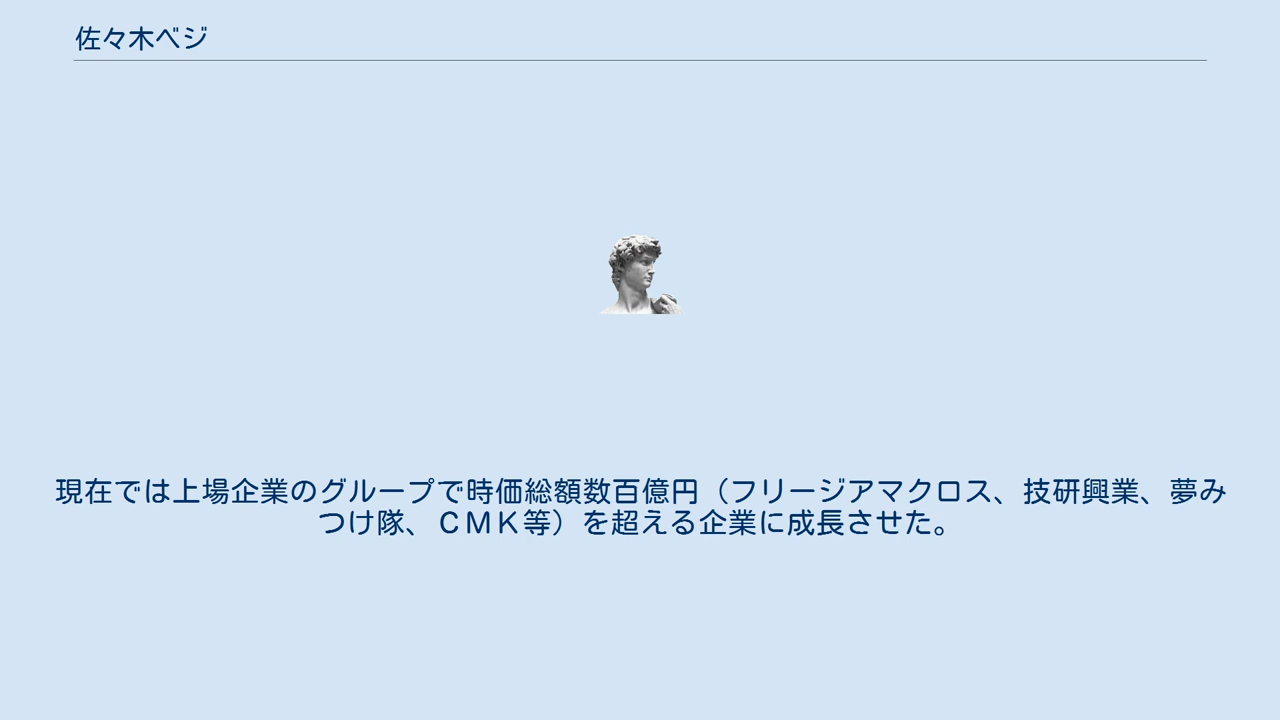 佐々木ベジ
現在では上場企業のグループで時価総額数百億円（フリージアマクロス、技研興業、夢み
つけ隊、ＣＭＫ等）を超える企業に成長させた。